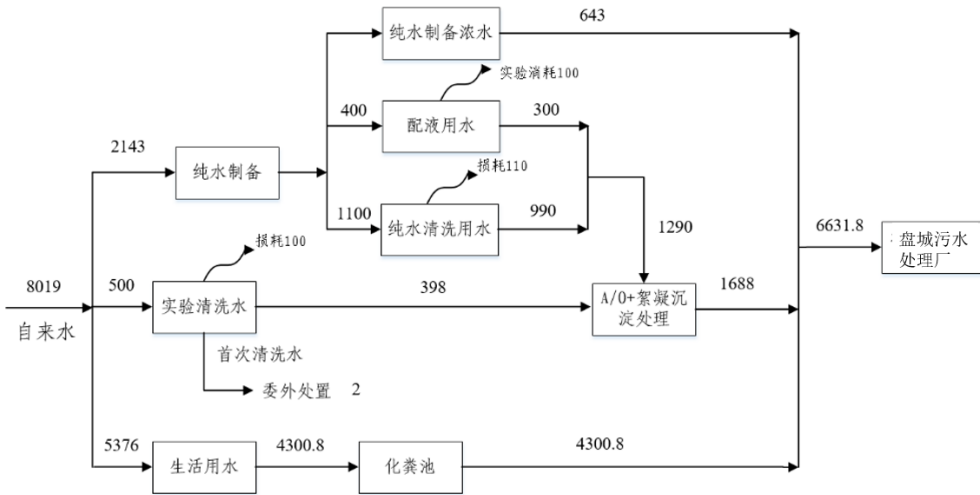 643
纯水制备浓水
实验消耗100
400
配液用水
300
2143
纯水制备
损耗110
1100
纯水清洗用水
990
1290
6631.8
盘城污水
处理厂
损耗100
8019
500
实验清洗水
398
A/O+絮凝沉
淀处理
1688
自来水
首次清洗水
委外处置 2
5376
生活用水
4300.8
化粪池
4300.8